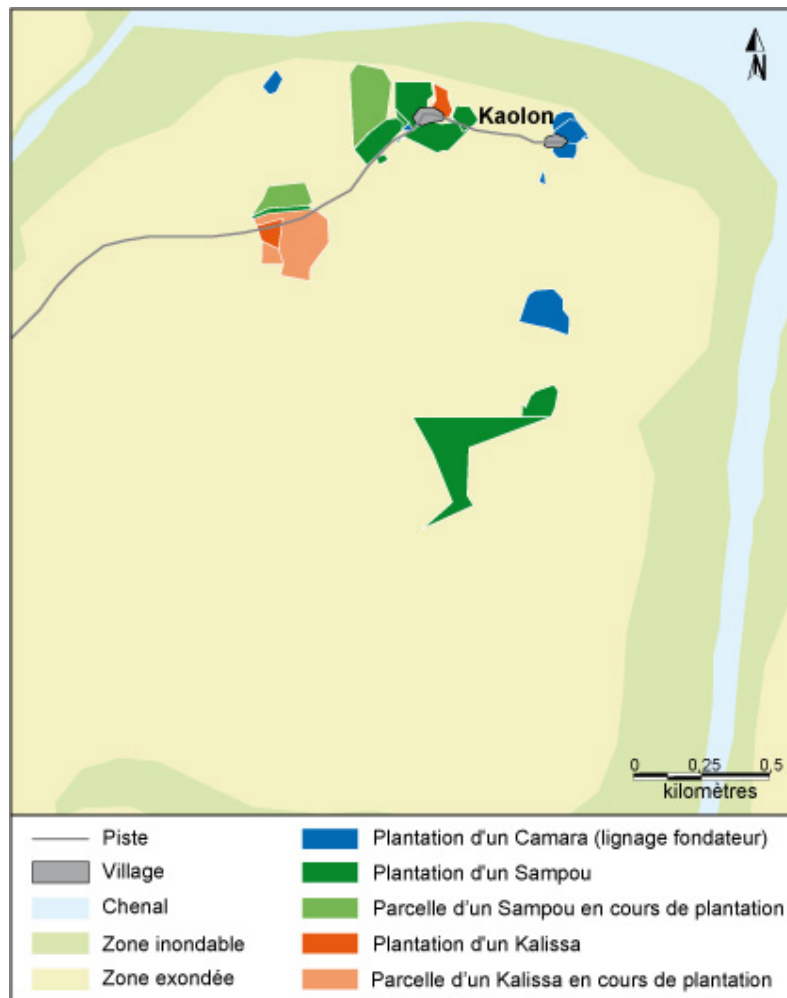 N
Kaolon
0 0,25 0,5
kilomètres
Piste
Village
Chenal
Zone inondable
Zone exondée
Plantation d'un Camara (lignage fondateur)
Plantation d'un Sampou
Parcelle d'un Sampou en cours de plantation
Plantation d'un Kalissa
Parcelle d'un Kalissa en cours de plantation